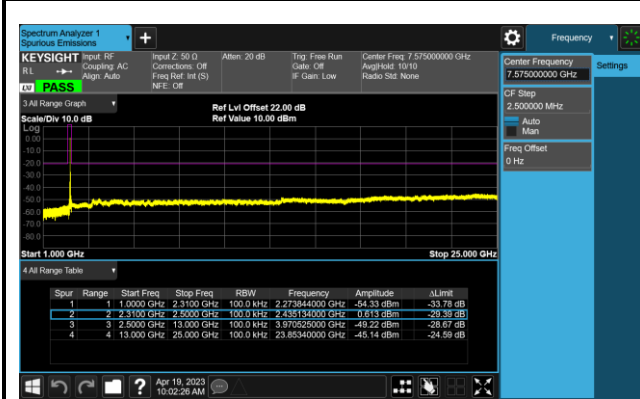 Spectrum Analyzer 1
Spurious Emissions
Frequency
KEYSIGHT Input: RF Input Z: 50 Ω Atten: 20 dB Trig: Free Run Center Freq: 7.575000000 GHz
RL Coupling: AC Corrections: Off Gate: Off Avg|Hold: 10/10
Align: Auto Freq Ref: Int (S) IF Gain: Low Radio Std: None
LXI PASS NFE: Off
Center Frequency
7.575000000 GHz
Settings
CF Step
2.500000 MHz
Auto
Man
Freq Offset
0 Hz
3 All Range Graph
Ref Lvl Offset 22.00 dB
Scale/Div 10.0 dB Ref Value 10.00 dBm
Log
0.00
-10.0
-20.0
-30.0
-40.0
-50.0
-60.0
-70.0
-80.0
Start 1.000 GHz Stop 25.000 GHz
4 All Range Table
Spur Range Start Freq Stop Freq RBW Frequency Amplitude ΔLimit
1 1 1.0000 GHz 2.3100 GHz 100.0 kHz 2.273844000 GHz -54.33 dBm -33.78 dB
2 2 2.3100 GHz 2.5000 GHz 100.0 kHz 2.435134000 GHz 0.613 dBm -29.39 dB
3 3 2.5000 GHz 13.000 GHz 100.0 kHz 3.970525000 GHz -49.22 dBm -28.67 dB
4 4 13.000 GHz 25.000 GHz 100.0 kHz 23.85340000 GHz -45.14 dBm -24.59 dB
Apr 19, 2023
10:02:26 AM